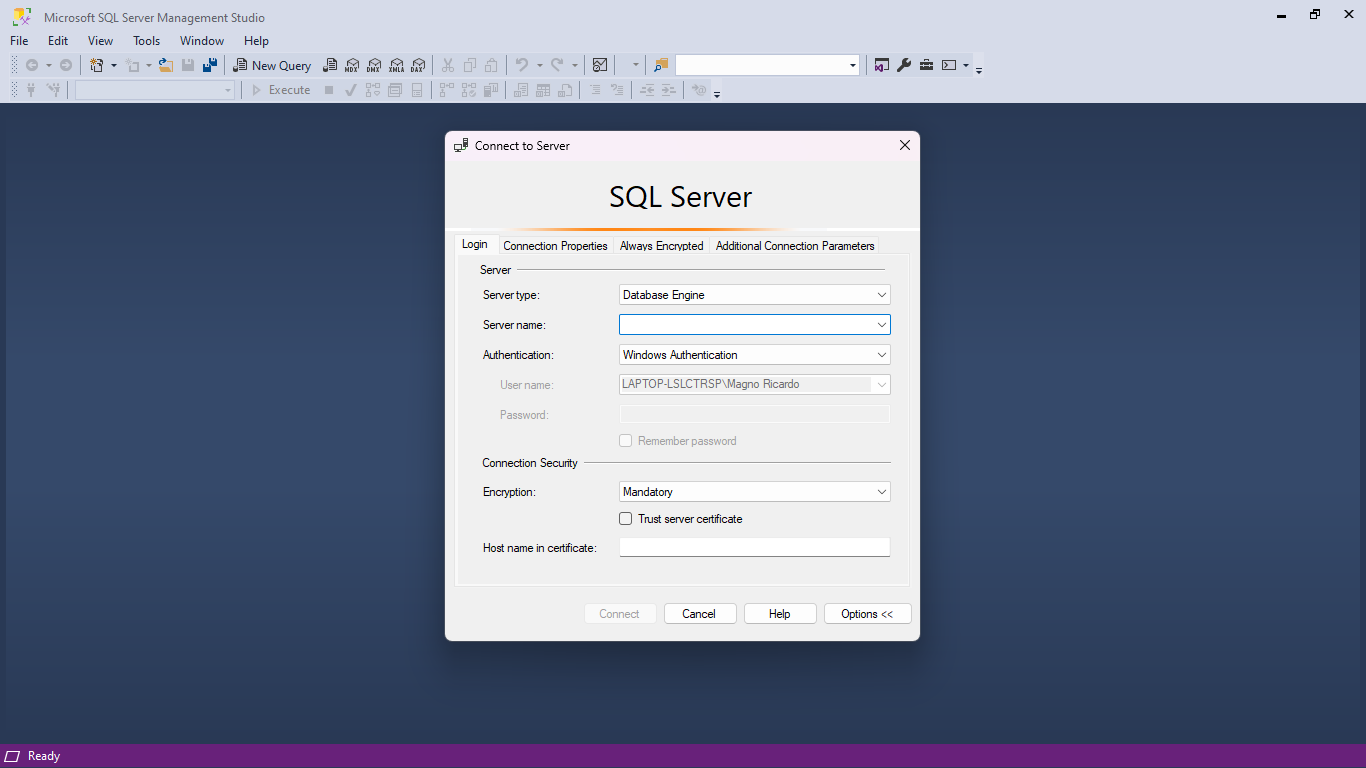 Microsoft SQL Server Management Studio
File Edit View Tools Window Help
New Query MDX DMX XMLA DAX
Execute
Connect to Server
SQL Server
Login Connection Properties Always Encrypted Additional Connection Parameters
Server
Server type: Database Engine
Server name:
Authentication: Windows Authentication
User name: LAPTOP-LSLCTRSP\Magno Ricardo
Password:
Remember password
Connection Security
Encryption: Mandatory
Trust server certificate
Host name in certificate:
Connect Cancel Help Options <<
Ready